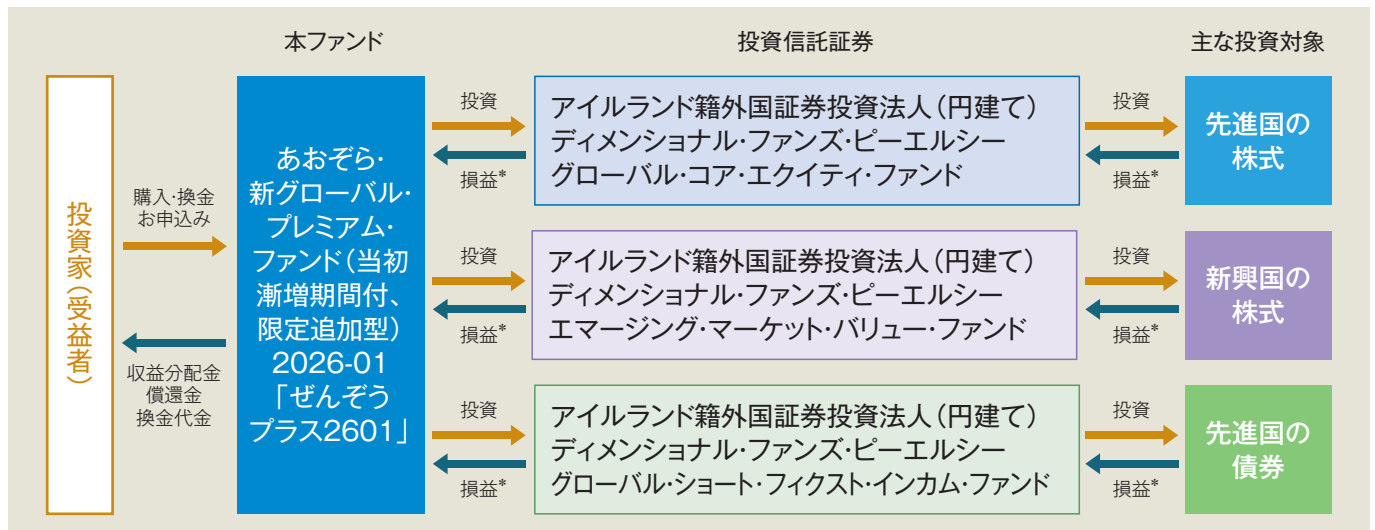 本ファンド
投資信託証券
主な投資対象
投資家(受益者)
購入・換金
お申込み
収益分配金
償還金
換金代金
あおぞら・
新グローバル・
プレミアム・
ファンド(当初
漸増期間付、
限定追加型)
2026-01
「ぜんぞう
プラス2601」
投資
損益*
アイルランド籍外国証券投資法人(円建て)
ディメンショナル・ファンズ・ピーエルシー
グローバル・コア・エクイティ・ファンド
投資
損益*
先進国の
株式
投資
損益*
アイルランド籍外国証券投資法人(円建て)
ディメンショナル・ファンズ・ピーエルシー
エマージング・マーケット・バリュー・ファンド
投資
損益*
新興国の
株式
投資
損益*
アイルランド籍外国証券投資法人(円建て)
ディメンショナル・ファンズ・ピーエルシー
グローバル・ショート・フィクスト・インカム・ファンド
投資
損益*
先進国の
債券